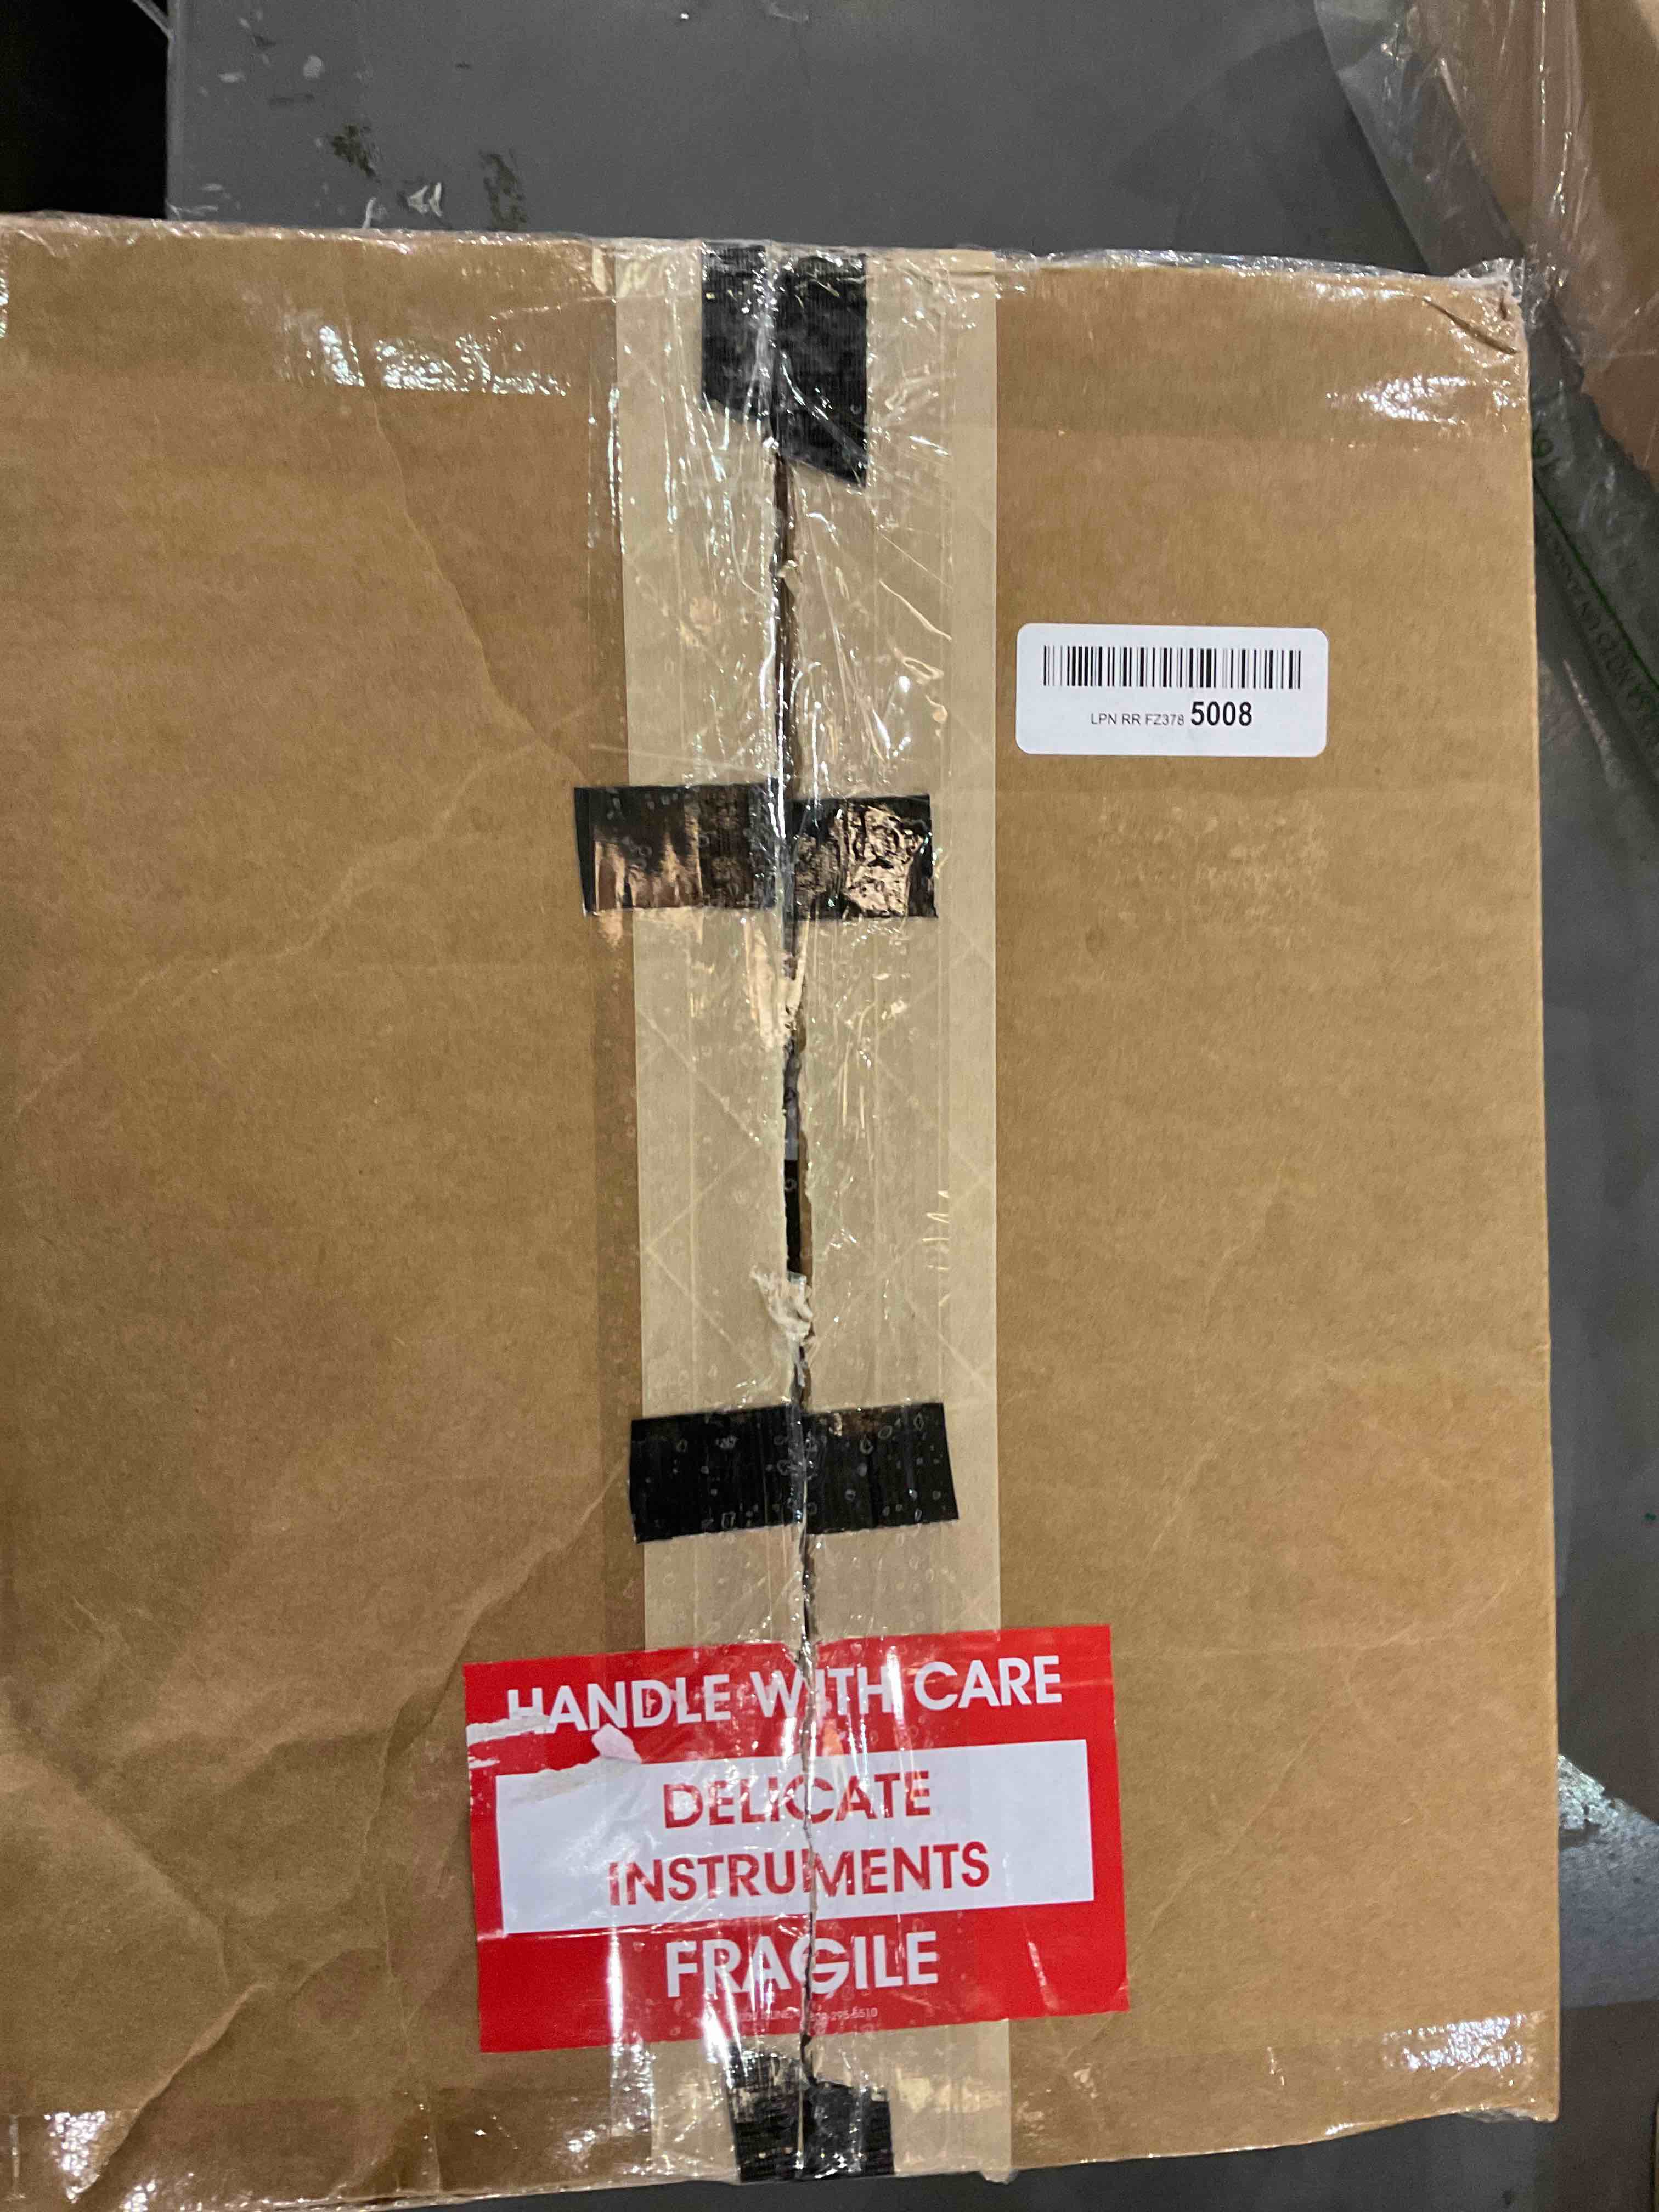 LPN RR FZ378 5008
HANDLE WITH CARE
DELICATE
INSTRUMENTS
FRAGILE